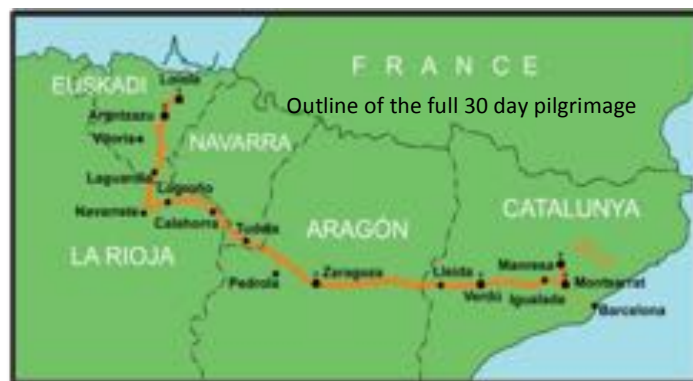 FRANCE
EUSKADI
Loiola
Outline of the full 30 day pilgrimage
Arantzazu
Vitoria
NAVARRA
Laguardia
Logroño
CATALUNYA
Navarrete
Calahorra
ARAGÓN
Tudela
LA RIOJA
Manresa
Pedrola
Zaragoza
Lleida
Verdú
Igualada
Montserrat
Barcelona